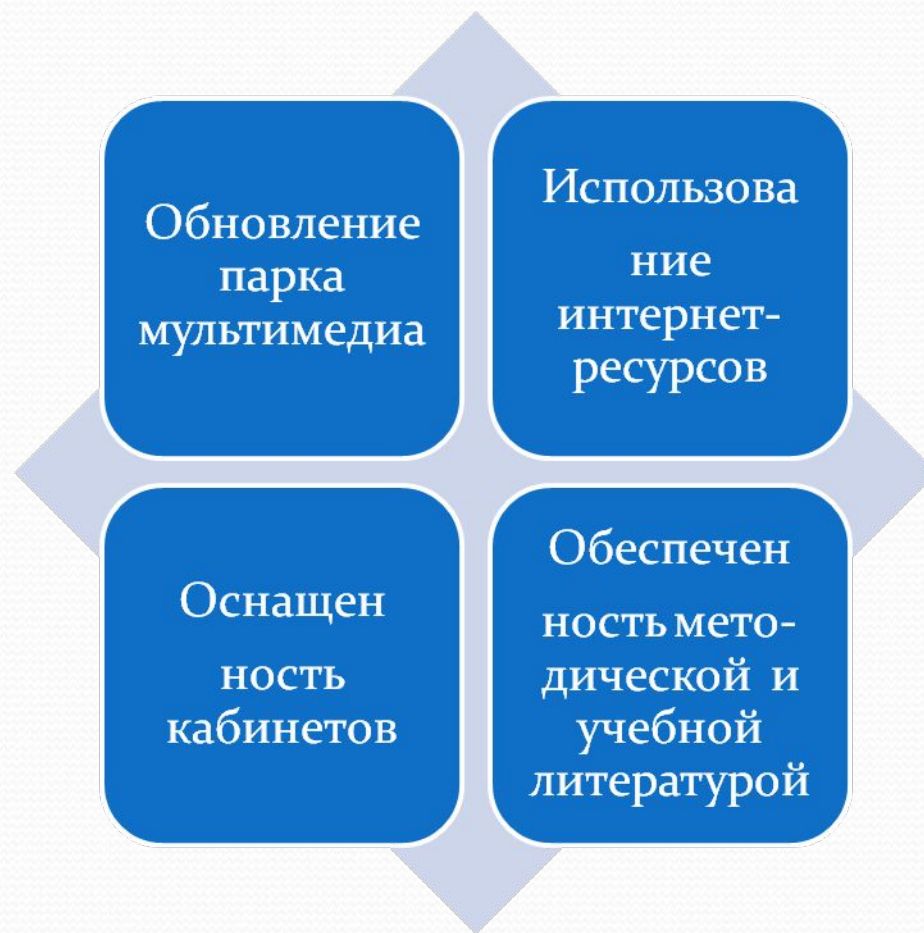 Обновление
парка
мультимедиа
Использова
ние
интернет-
ресурсов
Оснащен
ность
кабинетов
Обеспечен
ность мето-
дической и
учебной
литературой